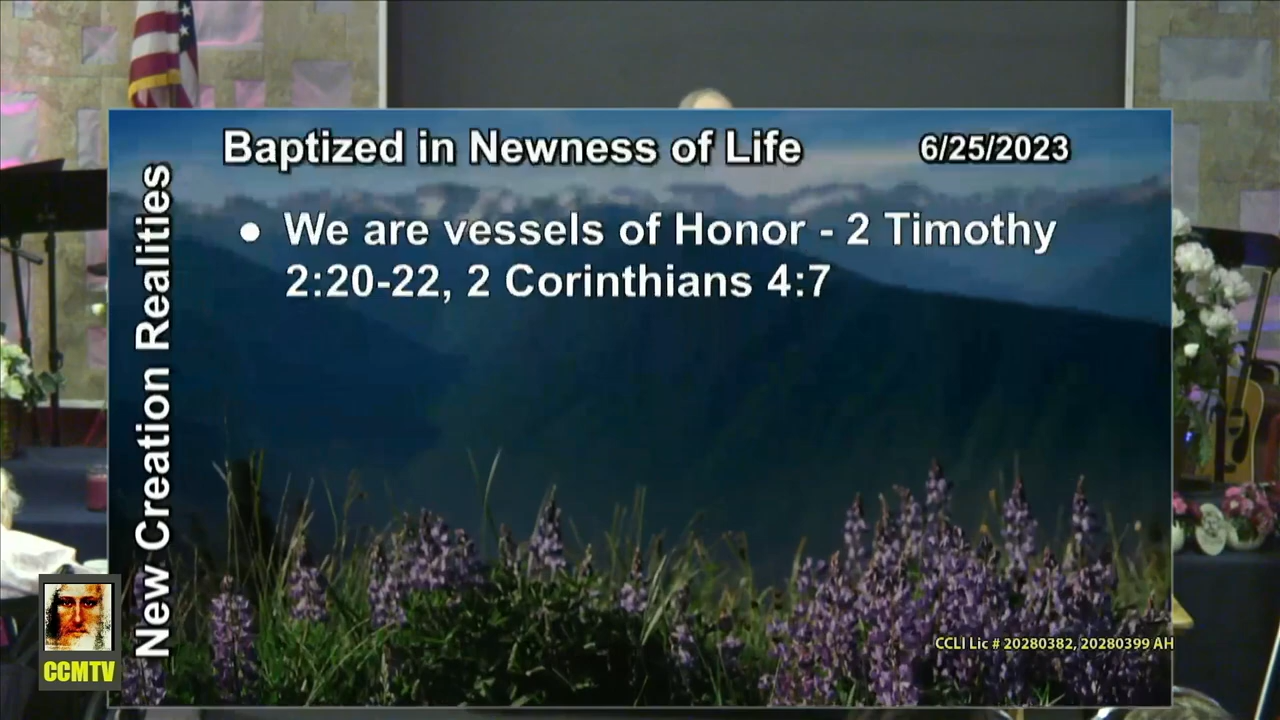 Baptized in Newness of Life
6/25/2023
New Creation Realities
● We are vessels of Honor - 2 Timothy
2:20-22, 2 Corinthians 4:7
CCLI Lic # 20280382, 20280399 AH
CCMTV